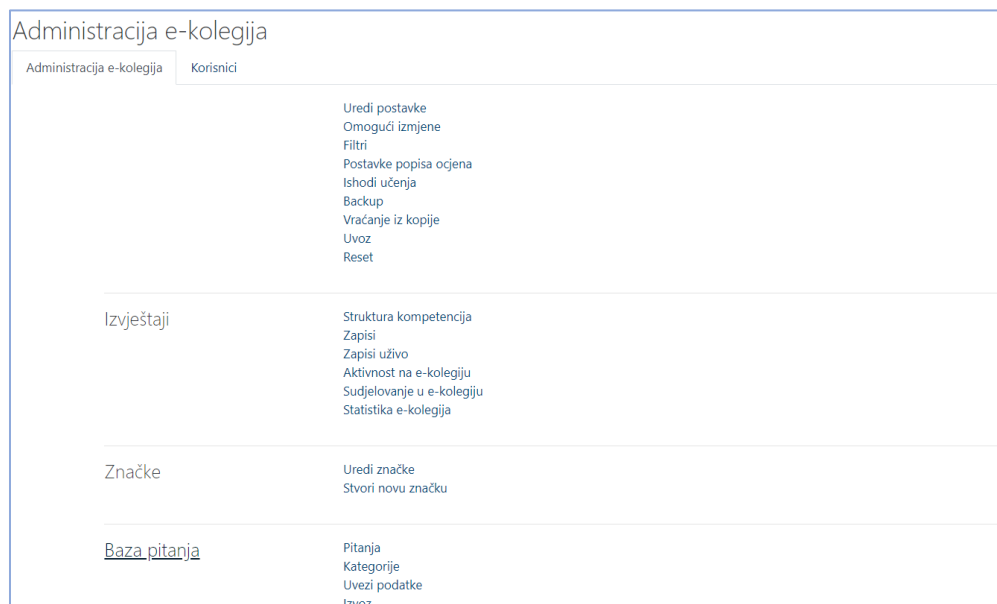 Administracija e-kolegija
Administracija e-kolegija Korisnici
Uredi postavke
Omogući izmjene
Filtri
Postavke popisa ocjena
Ishodi učenja
Backup
Vraćanje iz kopije
Uvoz
Reset
Izvještaji
Struktura kompetencija
Zapisi
Zapisi uživo
Aktivnost na e-kolegiju
Sudjelovanje u e-kolegiju
Statistika e-kolegija
Značke
Uredi značke
Stvori novu značku
Baza pitanja
Pitanja
Kategorije
Uvezi podatke
Izvoz